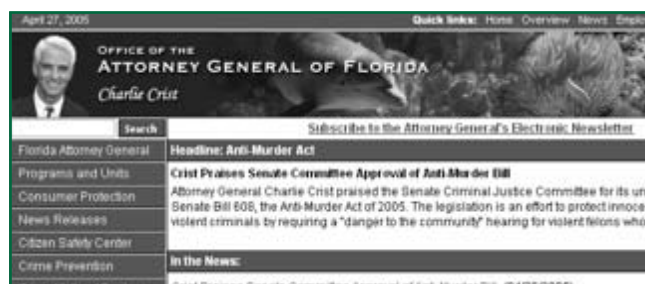 April 27, 2005
Quick links: Home Overview News Emplo
OFFICE OF THE
ATTORNEY GENERAL OF FLORIDA
Charlie Crist
Search
Subscribe to the Attorney General's Electronic Newsletter
Florida Attorney General
Headline: Anti-Murder Act
Programs and Units
Crist Praises Senate Committee Approval of Anti-Murder Bill
Consumer Protection
Attorney General Charlie Crist praised the Senate Criminal Justice Committee for its un
News Releases
Senate Bill 608, the Anti-Murder Act of 2005. The legislation is an effort to protect innoce
violent criminals by requiring a "danger to the community" hearing for violent felons who
Citizen Safety Center
Crime Prevention
In the News: